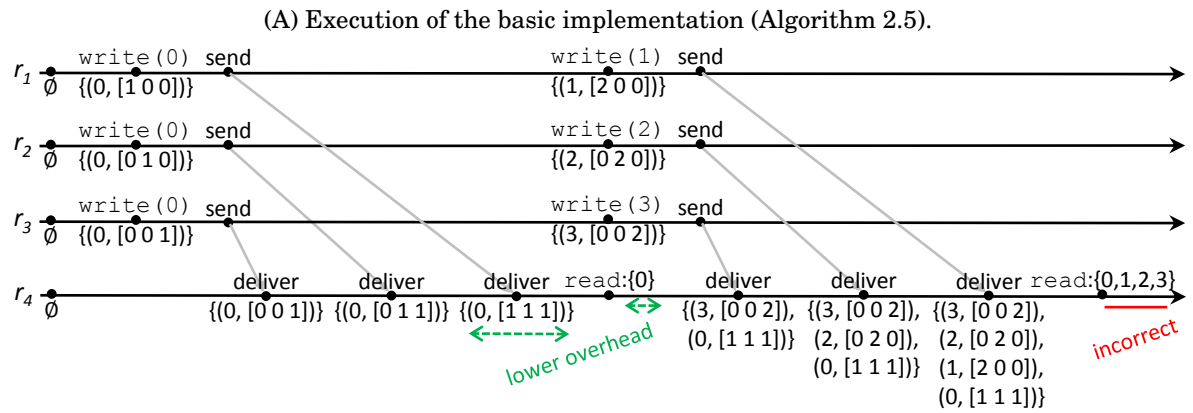 (A) Execution of the basic implementation (Algorithm 2.5).
write(0) send write(1) send
r1 ∅ {(0, [1 0 0])} {(1, [2 0 0])}
write(0) send write(2) send
r2 ∅ {(0, [0 1 0])} {(2, [0 2 0])}
write(0) send write(3) send
r3 ∅ {(0, [0 0 1])} {(3, [0 0 2])}
deliver deliver deliver read:{0} deliver deliver deliver read:{0,1,2,3}
r4 ∅ {(0, [0 0 1])} {(0, [0 1 1])} {(0, [1 1 1])} {(3, [0 0 2]), {(3, [0 0 2]), {(3, [0 0 2]),
(0, [1 1 1])} (2, [0 2 0]), (2, [0 2 0]),
(0, [1 1 1])} (1, [2 0 0]),
(0, [1 1 1])}
lower overhead
incorrect